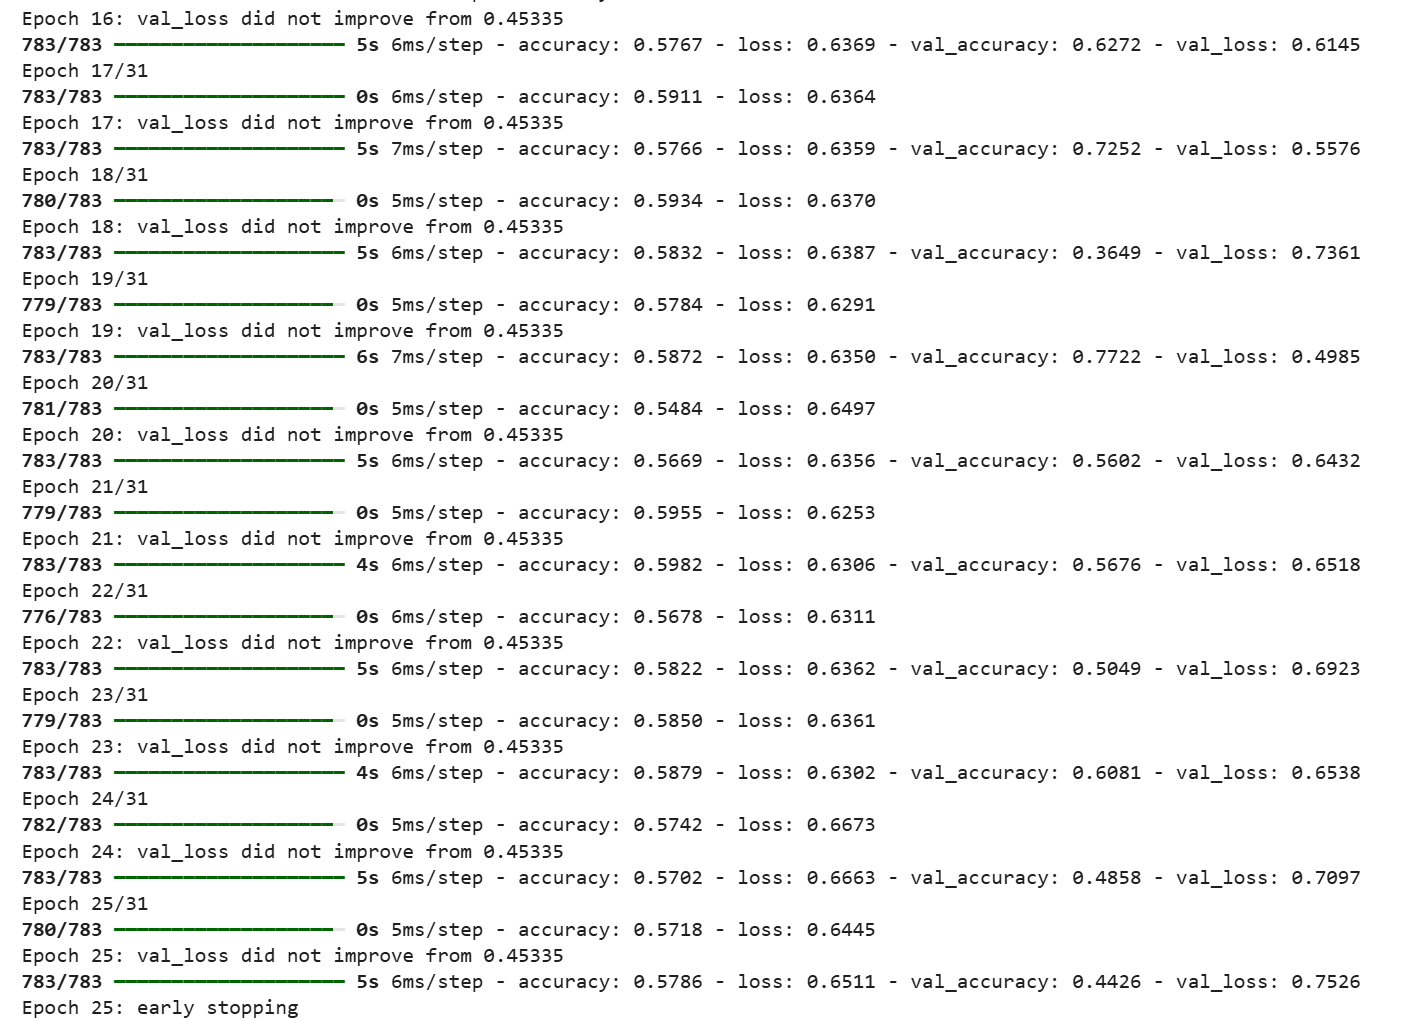 Epoch 16: val_loss did not improve from 0.45335
783/783 ━━━━━━━━━━━━━━━━━━━━ 5s 6ms/step - accuracy: 0.5767 - loss: 0.6369 - val_accuracy: 0.6272 - val_loss: 0.6145
Epoch 17/31
783/783 ━━━━━━━━━━━━━━━━━━━━ 0s 6ms/step - accuracy: 0.5911 - loss: 0.6364
Epoch 17: val_loss did not improve from 0.45335
783/783 ━━━━━━━━━━━━━━━━━━━━ 5s 7ms/step - accuracy: 0.5766 - loss: 0.6359 - val_accuracy: 0.7252 - val_loss: 0.5576
Epoch 18/31
780/783 ━━━━━━━━━━━━━━━━━━━━ 0s 5ms/step - accuracy: 0.5934 - loss: 0.6370
Epoch 18: val_loss did not improve from 0.45335
783/783 ━━━━━━━━━━━━━━━━━━━━ 5s 6ms/step - accuracy: 0.5832 - loss: 0.6387 - val_accuracy: 0.3649 - val_loss: 0.7361
Epoch 19/31
779/783 ━━━━━━━━━━━━━━━━━━━━ 0s 5ms/step - accuracy: 0.5784 - loss: 0.6291
Epoch 19: val_loss did not improve from 0.45335
783/783 ━━━━━━━━━━━━━━━━━━━━ 6s 7ms/step - accuracy: 0.5872 - loss: 0.6350 - val_accuracy: 0.7722 - val_loss: 0.4985
Epoch 20/31
781/783 ━━━━━━━━━━━━━━━━━━━━ 0s 5ms/step - accuracy: 0.5484 - loss: 0.6497
Epoch 20: val_loss did not improve from 0.45335
783/783 ━━━━━━━━━━━━━━━━━━━━ 5s 6ms/step - accuracy: 0.5669 - loss: 0.6356 - val_accuracy: 0.5602 - val_loss: 0.6432
Epoch 21/31
779/783 ━━━━━━━━━━━━━━━━━━━━ 0s 5ms/step - accuracy: 0.5955 - loss: 0.6253
Epoch 21: val_loss did not improve from 0.45335
783/783 ━━━━━━━━━━━━━━━━━━━━ 4s 6ms/step - accuracy: 0.5982 - loss: 0.6306 - val_accuracy: 0.5676 - val_loss: 0.6518
Epoch 22/31
776/783 ━━━━━━━━━━━━━━━━━━━━ 0s 6ms/step - accuracy: 0.5678 - loss: 0.6311
Epoch 22: val_loss did not improve from 0.45335
783/783 ━━━━━━━━━━━━━━━━━━━━ 5s 6ms/step - accuracy: 0.5822 - loss: 0.6362 - val_accuracy: 0.5049 - val_loss: 0.6923
Epoch 23/31
779/783 ━━━━━━━━━━━━━━━━━━━━ 0s 5ms/step - accuracy: 0.5850 - loss: 0.6361
Epoch 23: val_loss did not improve from 0.45335
783/783 ━━━━━━━━━━━━━━━━━━━━ 4s 6ms/step - accuracy: 0.5879 - loss: 0.6302 - val_accuracy: 0.6081 - val_loss: 0.6538
Epoch 24/31
782/783 ━━━━━━━━━━━━━━━━━━━━ 0s 5ms/step - accuracy: 0.5742 - loss: 0.6673
Epoch 24: val_loss did not improve from 0.45335
783/783 ━━━━━━━━━━━━━━━━━━━━ 5s 6ms/step - accuracy: 0.5702 - loss: 0.6663 - val_accuracy: 0.4858 - val_loss: 0.7097
Epoch 25/31
780/783 ━━━━━━━━━━━━━━━━━━━━ 0s 5ms/step - accuracy: 0.5718 - loss: 0.6445
Epoch 25: val_loss did not improve from 0.45335
783/783 ━━━━━━━━━━━━━━━━━━━━ 5s 6ms/step - accuracy: 0.5786 - loss: 0.6511 - val_accuracy: 0.4426 - val_loss: 0.7526
Epoch 25: early stopping